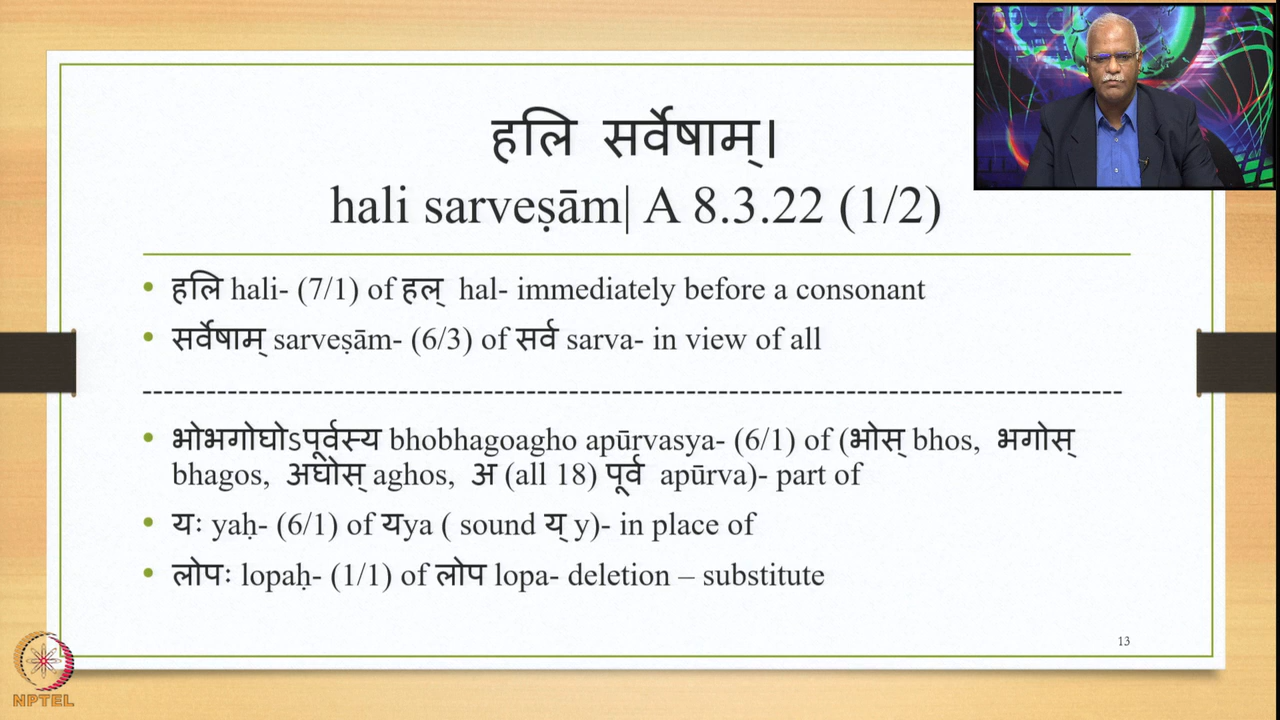 हलि सर्वेषाम्।
hali sarveṣām| A 8.3.22 (1/2)
• हलि hali- (7/1) of हल् hal- immediately before a consonant
• सर्वेषाम् sarveṣām- (6/3) of सर्व sarva- in view of all
--------------------------------------------------------------------------------------------
• भोभगोघोऽपूर्वस्य bhobhagoagho apūrvasya- (6/1) of (भोस् bhos, भगोस्
bhagos, अघोस् aghos, अ (all 18) पूर्व apūrva)- part of
• यः yaḥ- (6/1) of यya ( sound य् y)- in place of
• लोपः lopaḥ- (1/1) of लोप lopa- deletion – substitute
13
NPTEL